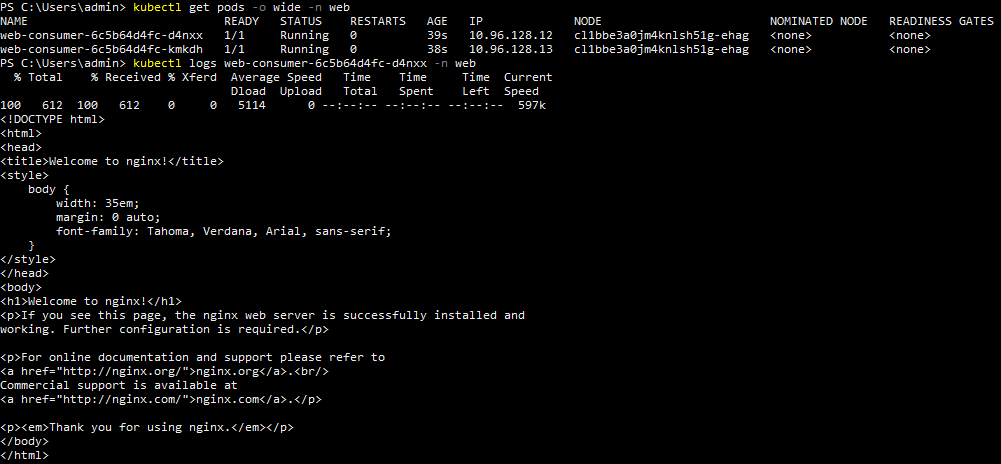 PS C:\Users\admin> kubectl get pods -o wide -n web
NAME                            READY   STATUS    RESTARTS   AGE   IP             NODE                        NOMINATED NODE   READINESS GATES
web-consumer-6c5b64d4fc-d4nxx   1/1     Running   0          39s   10.96.128.12   cl1bbe3a0jm4knlsh51g-ehag   <none>           <none>
web-consumer-6c5b64d4fc-kmkdh   1/1     Running   0          38s   10.96.128.13   cl1bbe3a0jm4knlsh51g-ehag   <none>           <none>
PS C:\Users\admin> kubectl logs web-consumer-6c5b64d4fc-d4nxx -n web
  % Total    % Received % Xferd  Average Speed   Time    Time     Time  Current
                                 Dload  Upload   Total   Spent    Left  Speed
100   612  100   612    0     0   5114      0 --:--:-- --:--:-- --:--:--  597k
<!DOCTYPE html>
<html>
<head>
<title>Welcome to nginx!</title>
<style>
    body {
        width: 35em;
        margin: 0 auto;
        font-family: Tahoma, Verdana, Arial, sans-serif;
    }
</style>
</head>
<body>
<h1>Welcome to nginx!</h1>
<p>If you see this page, the nginx web server is successfully installed and
working. Further configuration is required.</p>

<p>For online documentation and support please refer to
<a href="http://nginx.org/">nginx.org</a>.<br/>
Commercial support is available at
<a href="http://nginx.com/">nginx.com</a>.</p>

<p><em>Thank you for using nginx.</em></p>
</body>
</html>